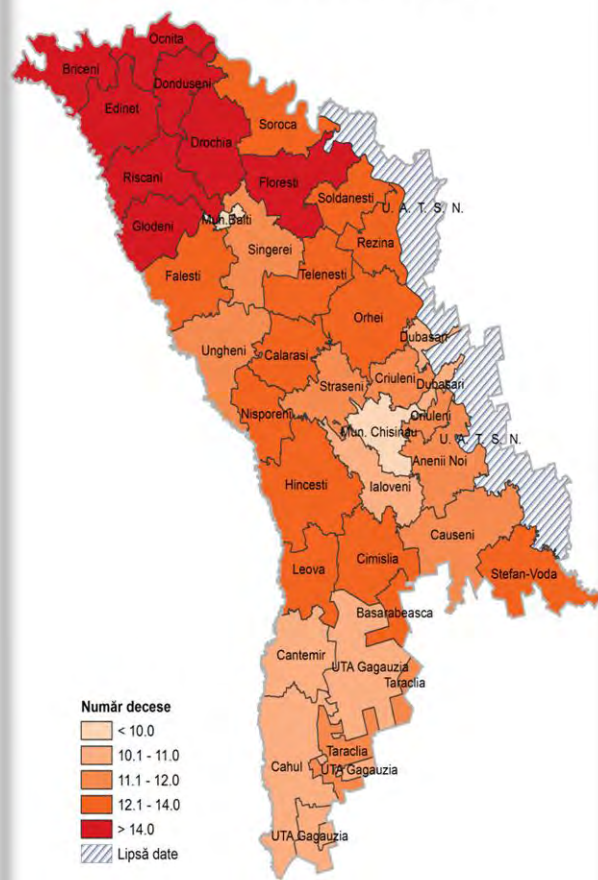 Ocnita
Briceni
Donduseni
Edinet
Soroca
Drochia
Riscani
Floresti
Soldanesti
U. A. T. S. N.
Glodeni
Mun.Balti
Singerei
Rezina
Falesti
Telenesti
Orhei
Dubasari
Ungheni
Calarasi
Criuleni
Straseni
Dubasari
Nisporeni
Criuleni
Mun. Chisinau
U. A. T. S. N.
Anenii Noi
Hincesti
Ialoveni
Causeni
Leova
Cimislia
Stefan-Voda
Basarabeasca
Cantemir
UTA Gagauzia
Taraclia
Taraclia
Cahul
UTA Gagauzia
UTA Gagauzia
Număr decese
< 10.0
10.1 - 11.0
11.1 - 12.0
12.1 - 14.0
> 14.0
Lipsă date